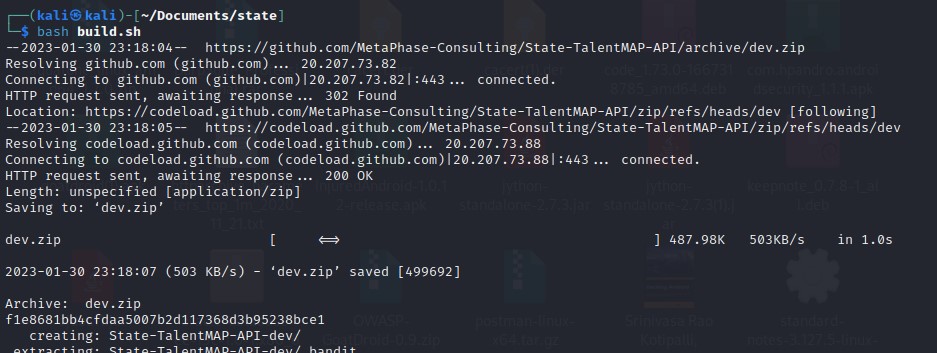 ┌──(kali㉿kali)-[~/Documents/state]
└─$ bash build.sh
--2023-01-30 23:18:04--  https://github.com/MetaPhase-Consulting/State-TalentMAP-API/archive/dev.zip
Resolving github.com (github.com)... 20.207.73.82
Connecting to github.com (github.com)|20.207.73.82|:443... connected.
HTTP request sent, awaiting response... 302 Found
Location: https://codeload.github.com/MetaPhase-Consulting/State-TalentMAP-API/zip/refs/heads/dev [following]
--2023-01-30 23:18:05--  https://codeload.github.com/MetaPhase-Consulting/State-TalentMAP-API/zip/refs/heads/dev
Resolving codeload.github.com (codeload.github.com)... 20.207.73.88
Connecting to codeload.github.com (codeload.github.com)|20.207.73.88|:443... connected.
HTTP request sent, awaiting response... 200 OK
Length: unspecified [application/zip]
Saving to: ‘dev.zip’
dev.zip                    [     <=>                                   ] 487.98K   503KB/s    in 1.0s
2023-01-30 23:18:07 (503 KB/s) - ‘dev.zip’ saved [499692]
Archive:  dev.zip
f1e8681bb4cfdaa5007b2d117368d3b95238bce1
   creating: State-TalentMAP-API-dev/
 extracting: State-TalentMAP-API-dev/.bandit